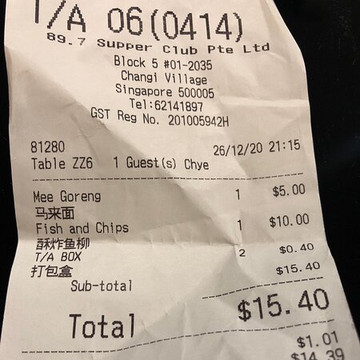 T/A 06(0414)
89.7 Supper Club Pte Ltd
Block 5 #01-2035
Changi Village
Singapore 500005
Tel:62141897
GST Reg No. 201005942H
81280 26/12/20 21:15
Table ZZ6 1 Guest(s) Chye
Mee Goreng 1 $5.00
马来面
Fish and Chips 1 $10.00
酥炸鱼柳
T/A BOX 2 $0.40
打包盒 $15.40
Sub-total
Total $15.40
$1.01
$14.39